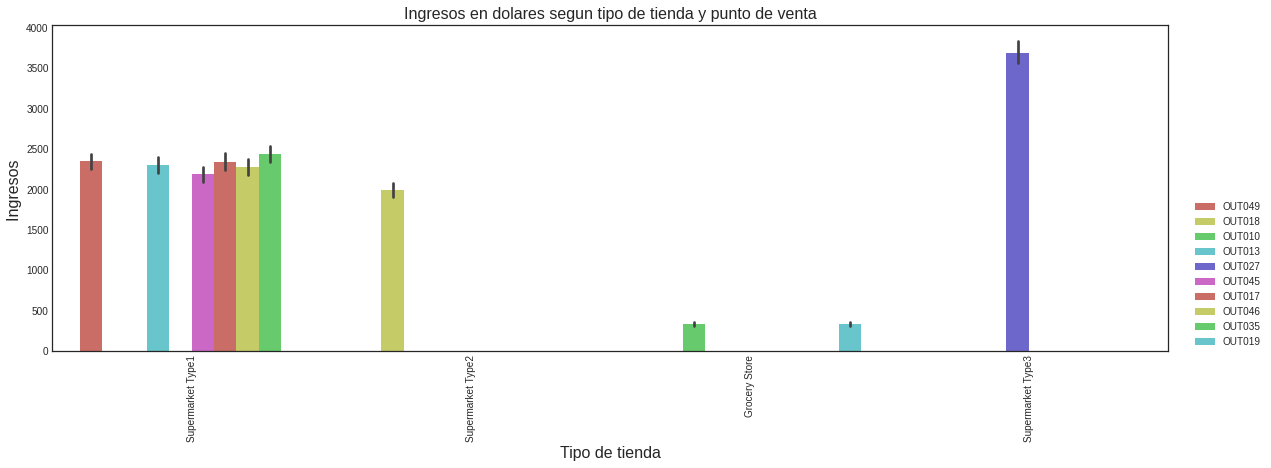 Ingresos en dolares segun tipo de tienda y punto de venta
4000
3500
3000
2500
2000
1500
1000
500
0
Ingresos
Supermarket Type1
Supermarket Type2
Grocery Store
Supermarket Type3
Tipo de tienda
OUT049
OUT018
OUT010
OUT013
OUT027
OUT045
OUT017
OUT046
OUT035
OUT019